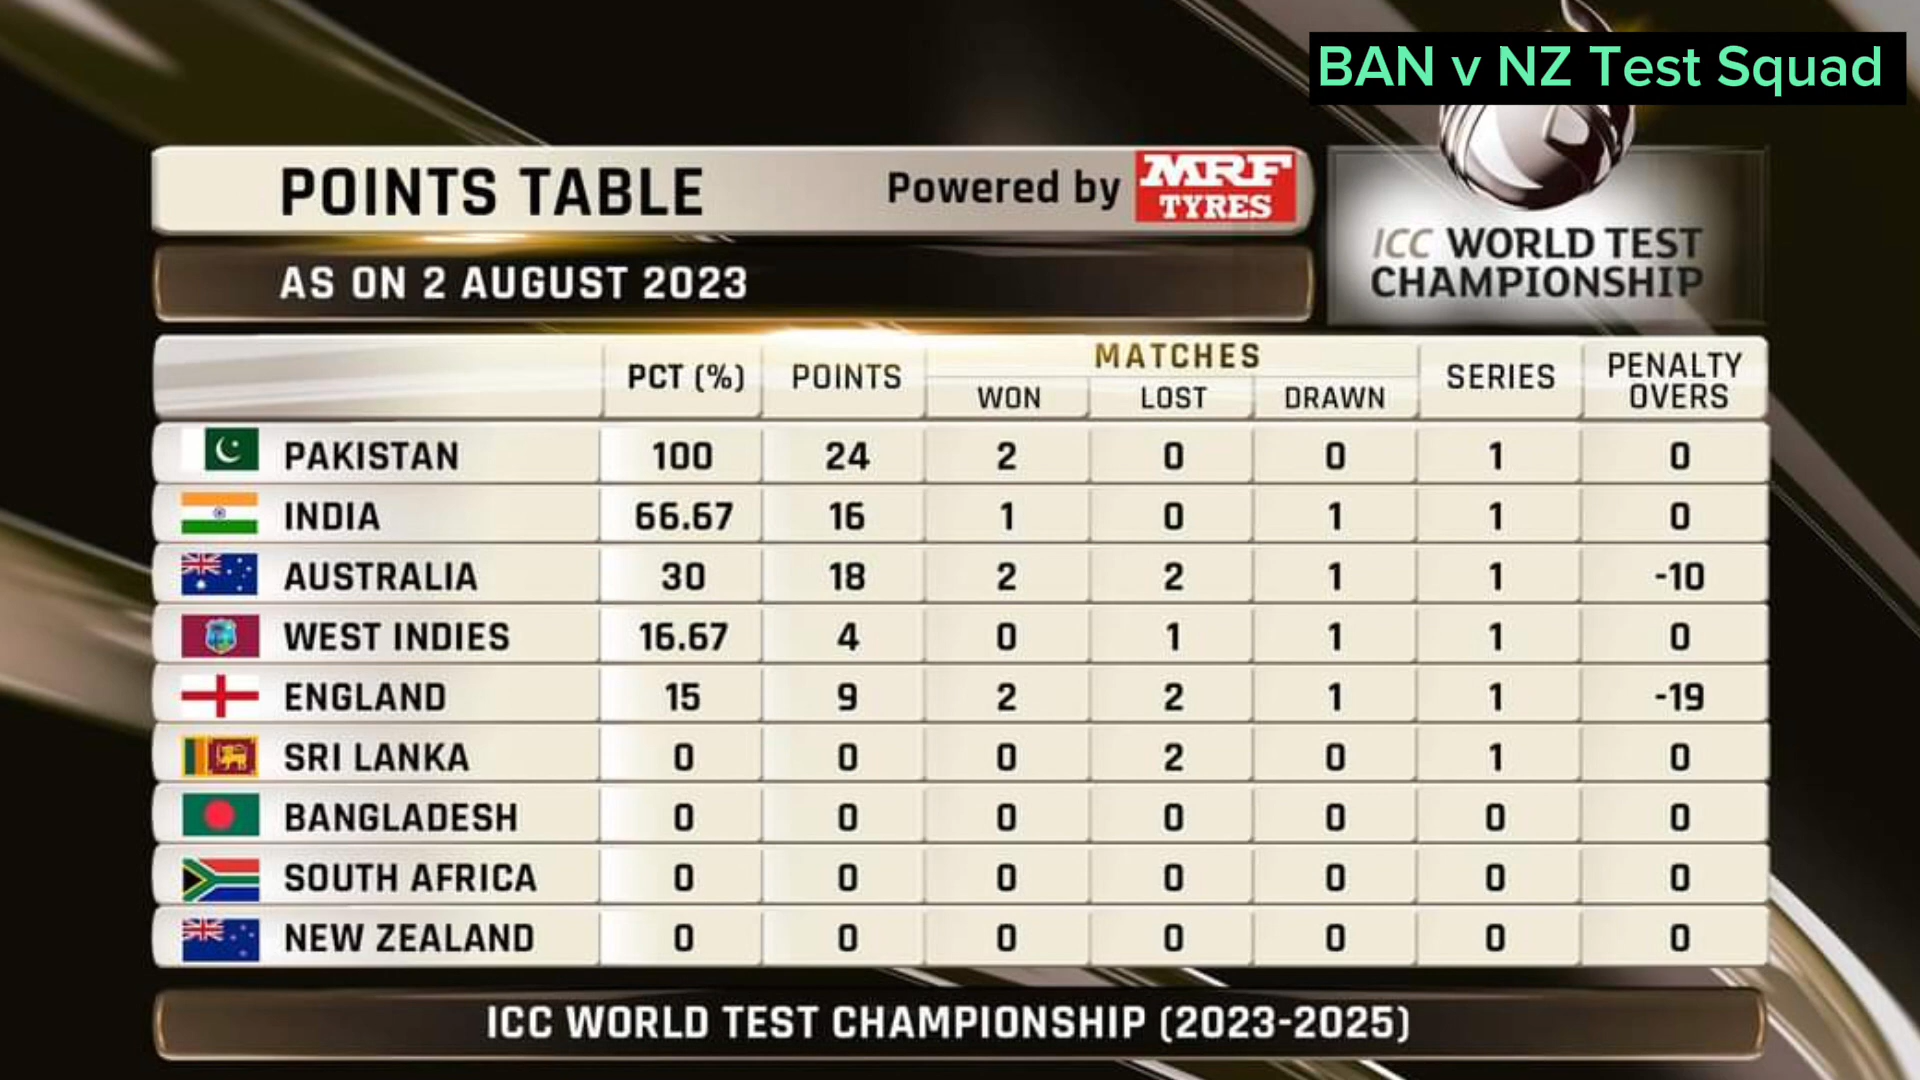 BAN v NZ Test Squad
POINTS TABLE Powered by MRF TYRES
ICC WORLD TEST
CHAMPIONSHIP
AS ON 2 AUGUST 2023
PCT (%) POINTS MATCHES WON LOST DRAWN SERIES PENALTY OVERS
PAKISTAN 100 24 2 0 0 1 0
INDIA 66.67 16 1 0 1 1 0
AUSTRALIA 30 18 2 2 1 1 -10
WEST INDIES 16.67 4 0 1 1 1 0
ENGLAND 15 9 2 2 1 1 -19
SRI LANKA 0 0 0 2 0 1 0
BANGLADESH 0 0 0 0 0 0 0
SOUTH AFRICA 0 0 0 0 0 0 0
NEW ZEALAND 0 0 0 0 0 0 0
ICC WORLD TEST CHAMPIONSHIP (2023-2025)